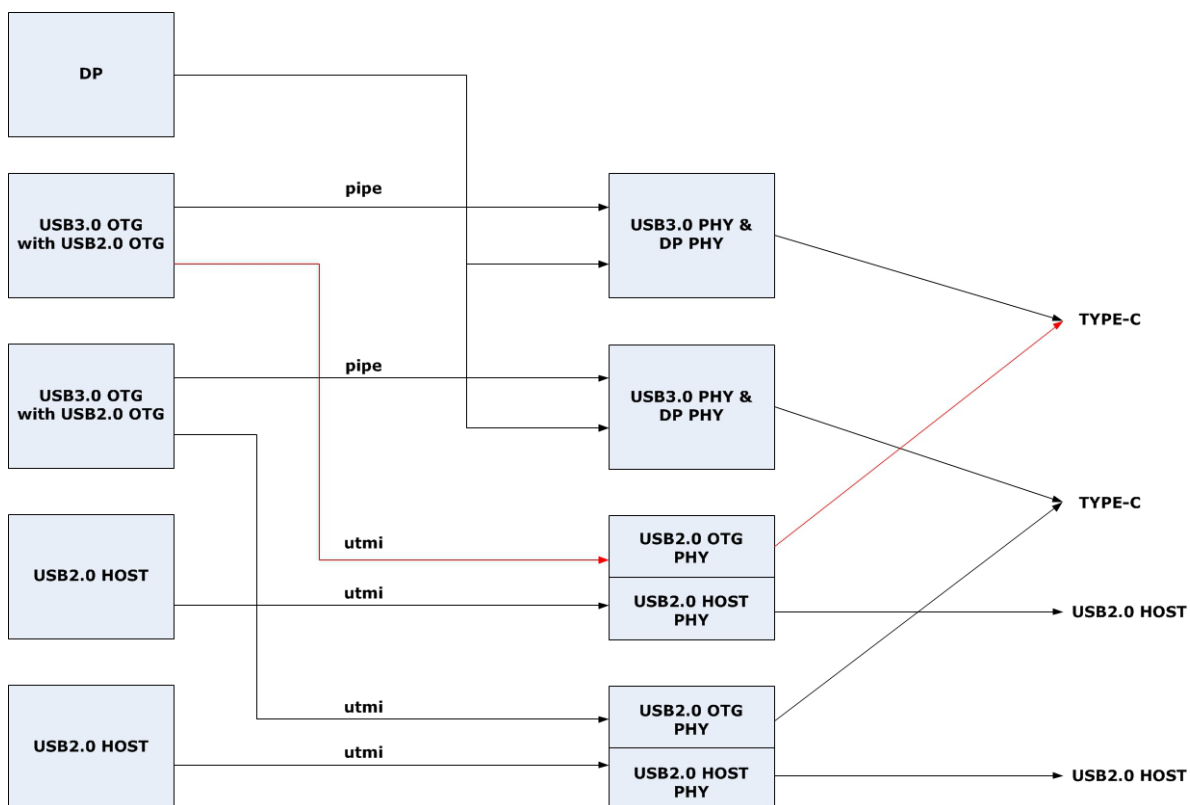 DP
pipe
USB3.0 OTG
with USB2.0 OTG
USB3.0 PHY &
DP PHY
TYPE-C
pipe
USB3.0 OTG
with USB2.0 OTG
USB3.0 PHY &
DP PHY
TYPE-C
utmi
USB2.0 OTG
PHY
USB2.0 HOST
utmi
USB2.0 HOST
PHY
USB2.0 HOST
utmi
USB2.0 OTG
PHY
USB2.0 HOST
utmi
USB2.0 HOST
PHY
USB2.0 HOST